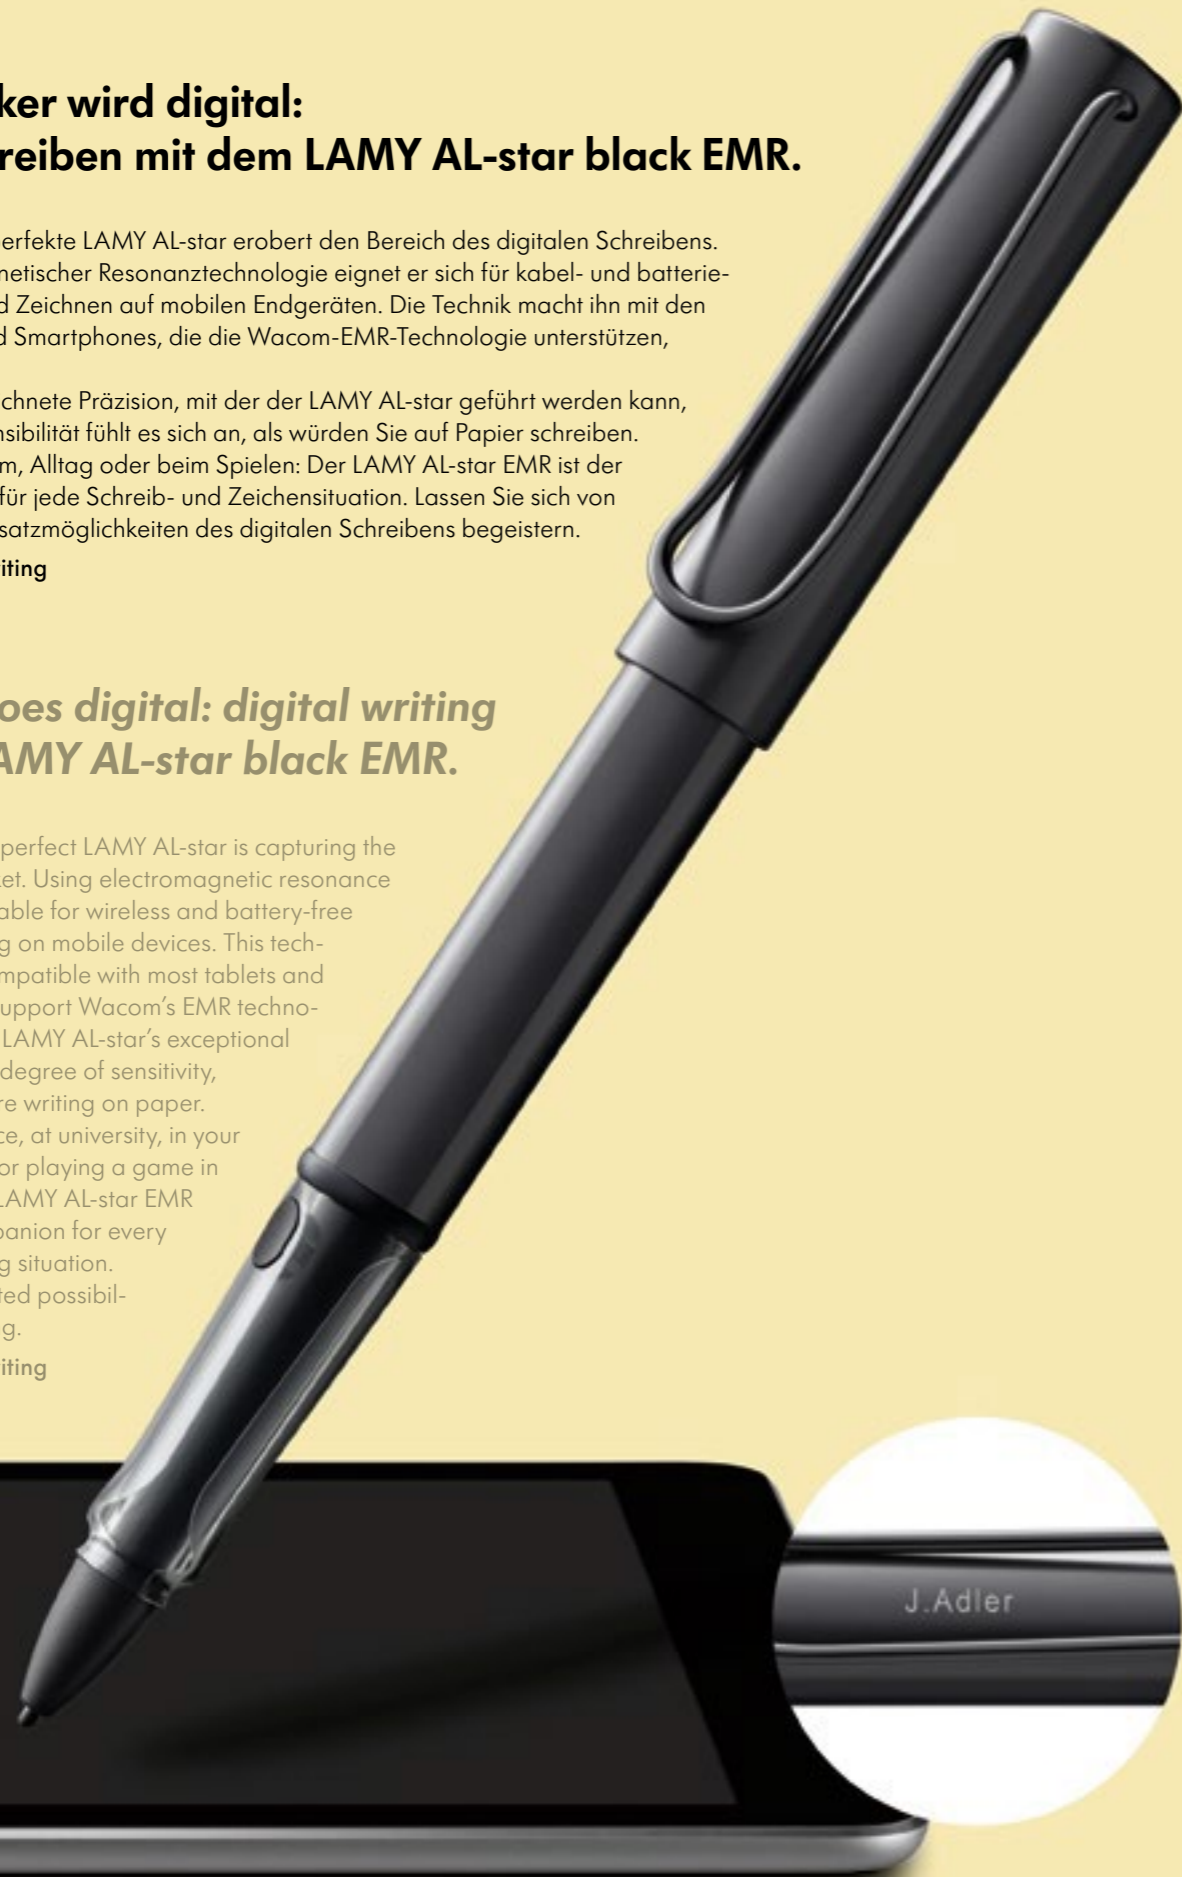 ker wird digital:
reiben mit dem LAMY AL-star black EMR.
erfekte LAMY AL-star erobert den Bereich des digitalen Schreibens.
netischer Resonanztechnologie eignet er sich für kabel- und batterie-
d Zeichnen auf mobilen Endgeräten. Die Technik macht ihn mit den
d Smartphones, die die Wacom-EMR-Technologie unterstützen,
chnete Präzision, mit der der LAMY AL-star geführt werden kann,
nsibilität fühlt es sich an, als würden Sie auf Papier schreiben.
m, Alltag oder beim Spielen: Der LAMY AL-star EMR ist der
für jede Schreib- und Zeichensituation. Lassen Sie sich von
satzmöglichkeiten des digitalen Schreibens begeistern.
iting
oes digital: digital writing
AMY AL-star black EMR.
perfect LAMY AL-star is capturing the
et. Using electromagnetic resonance
able for wireless and battery-free
g on mobile devices. This tech-
mpatible with most tablets and
upport Wacom's EMR techno-
LAMY AL-star's exceptional
degree of sensitivity,
re writing on paper.
ce, at university, in your
or playing a game in
LAMY AL-star EMR
panion for every
g situation.
ted possibil-
g.
iting
J.Adler